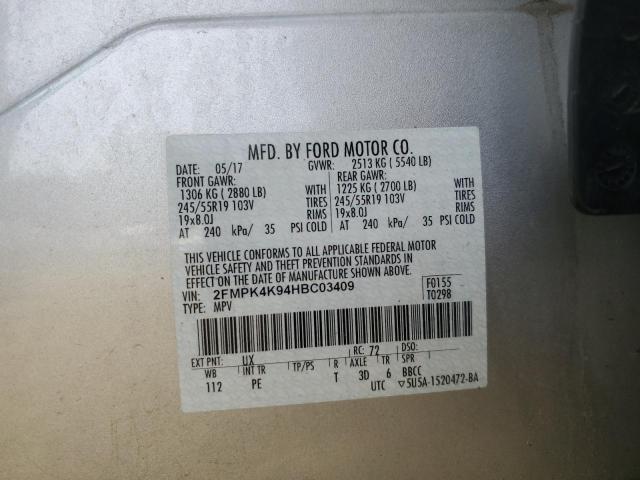 MFD. BY FORD MOTOR CO.
DATE: 05/17 GVWR: 2513 KG ( 5540 LB)
FRONT GAWR: REAR GAWR:
1306 KG ( 2880 LB) WITH 1225 KG ( 2700 LB) WITH
245/55R19 103V TIRES 245/55R19 103V TIRES
19x8.0J RIMS 19x8.0J RIMS
AT 240 kPa/ 35 PSI COLD AT 240 kPa/ 35 PSI COLD
THIS VEHICLE CONFORMS TO ALL APPLICABLE FEDERAL MOTOR
VEHICLE SAFETY AND THEFT PREVENTION STANDARDS IN
EFFECT ON THE DATE OF MANUFACTURE SHOWN ABOVE.
VIN: 2FMPK4K94HBC03409 F0155
TYPE: MPV T0298
EXT PNT: UX RC: 72 DSO:
WB INT TR TP/PS R AXLE TR SPR
112 PE T 3D 6 BBCC
UTC ▽5U5A-1520472-BA